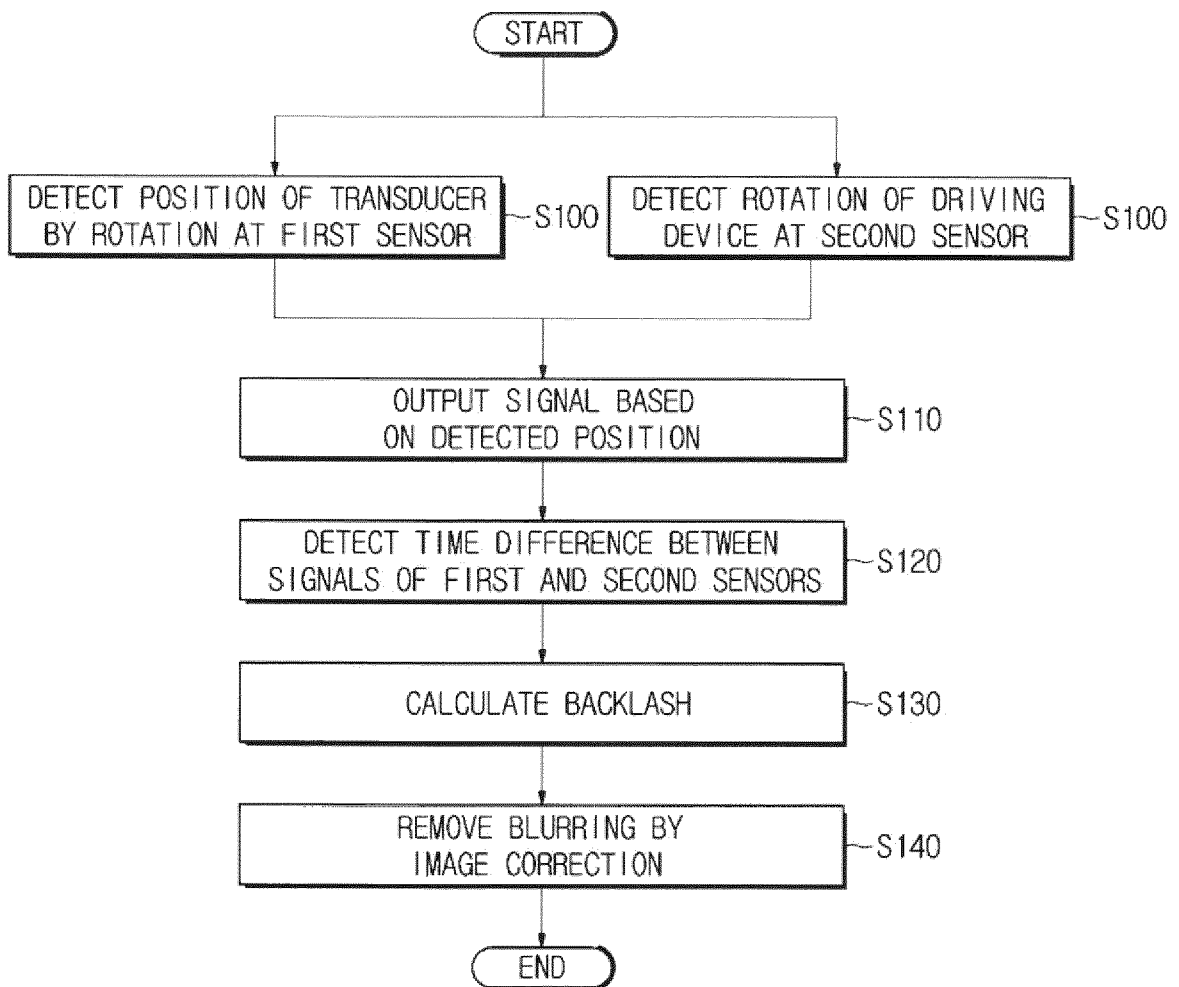 START
DETECT POSITION OF TRANSDUCER
BY ROTATION AT FIRST SENSOR
S100
DETECT ROTATION OF DRIVING
DEVICE AT SECOND SENSOR
S100
OUTPUT SIGNAL BASED
ON DETECTED POSITION
S110
DETECT TIME DIFFERENCE BETWEEN
SIGNALS OF FIRST AND SECOND SENSORS
S120
CALCULATE BACKLASH
S130
REMOVE BLURRING BY
IMAGE CORRECTION
S140
END